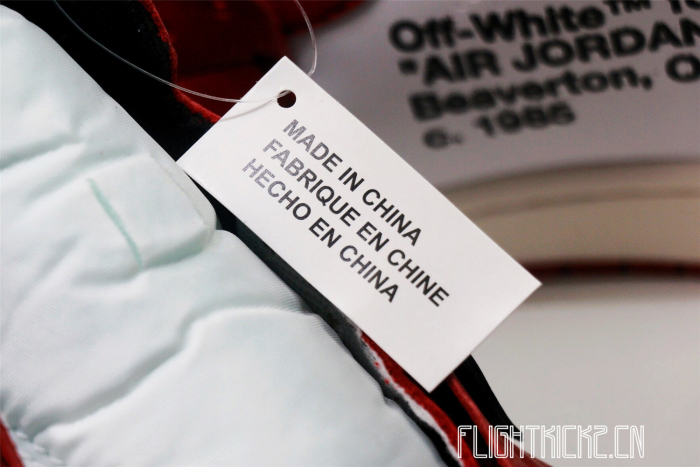 Off-White™
"AIR JORDAN
Beaverton,
c. 1985
MADE IN CHINA
FABRIQUE EN CHINE
HECHO EN CHINA
FLIGHTKICKZ.CN